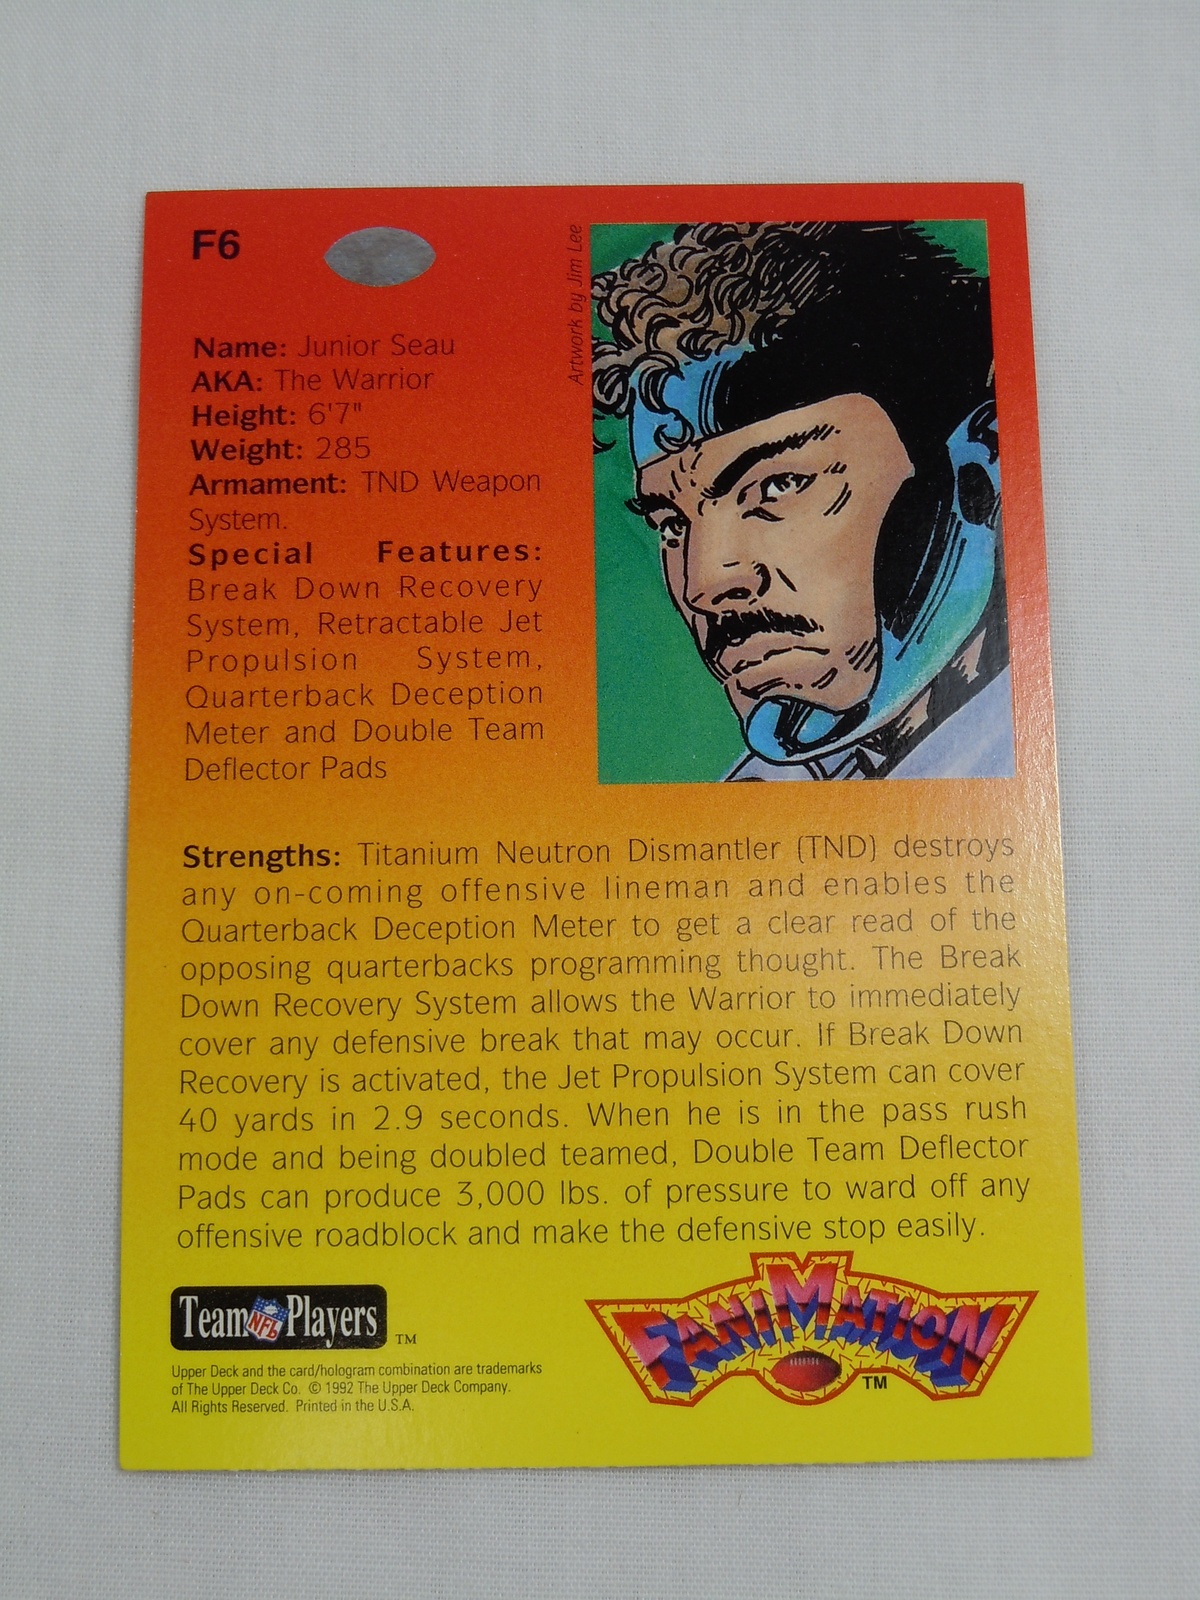 F6
Artwork by Jim Lee
Name: Junior Seau
AKA: The Warrior
Height: 6'7"
Weight: 285
Armament: TND Weapon
System.
Special Features:
Break Down Recovery
System, Retractable Jet
Propulsion System,
Quarterback Deception
Meter and Double Team
Deflector Pads
Strengths: Titanium Neutron Dismantler (TND) destroys
any on-coming offensive lineman and enables the
Quarterback Deception Meter to get a clear read of the
opposing quarterbacks programming thought. The Break
Down Recovery System allows the Warrior to immediately
cover any defensive break that may occur. If Break Down
Recovery is activated, the Jet Propulsion System can cover
40 yards in 2.9 seconds. When he is in the pass rush
mode and being doubled teamed, Double Team Deflector
Pads can produce 3,000 lbs. of pressure to ward off any
offensive roadblock and make the defensive stop easily.
Team NFL Players TM
FANIMATION TM
Upper Deck and the card/hologram combination are trademarks
of The Upper Deck Co. © 1992 The Upper Deck Company.
All Rights Reserved. Printed in the U.S.A.